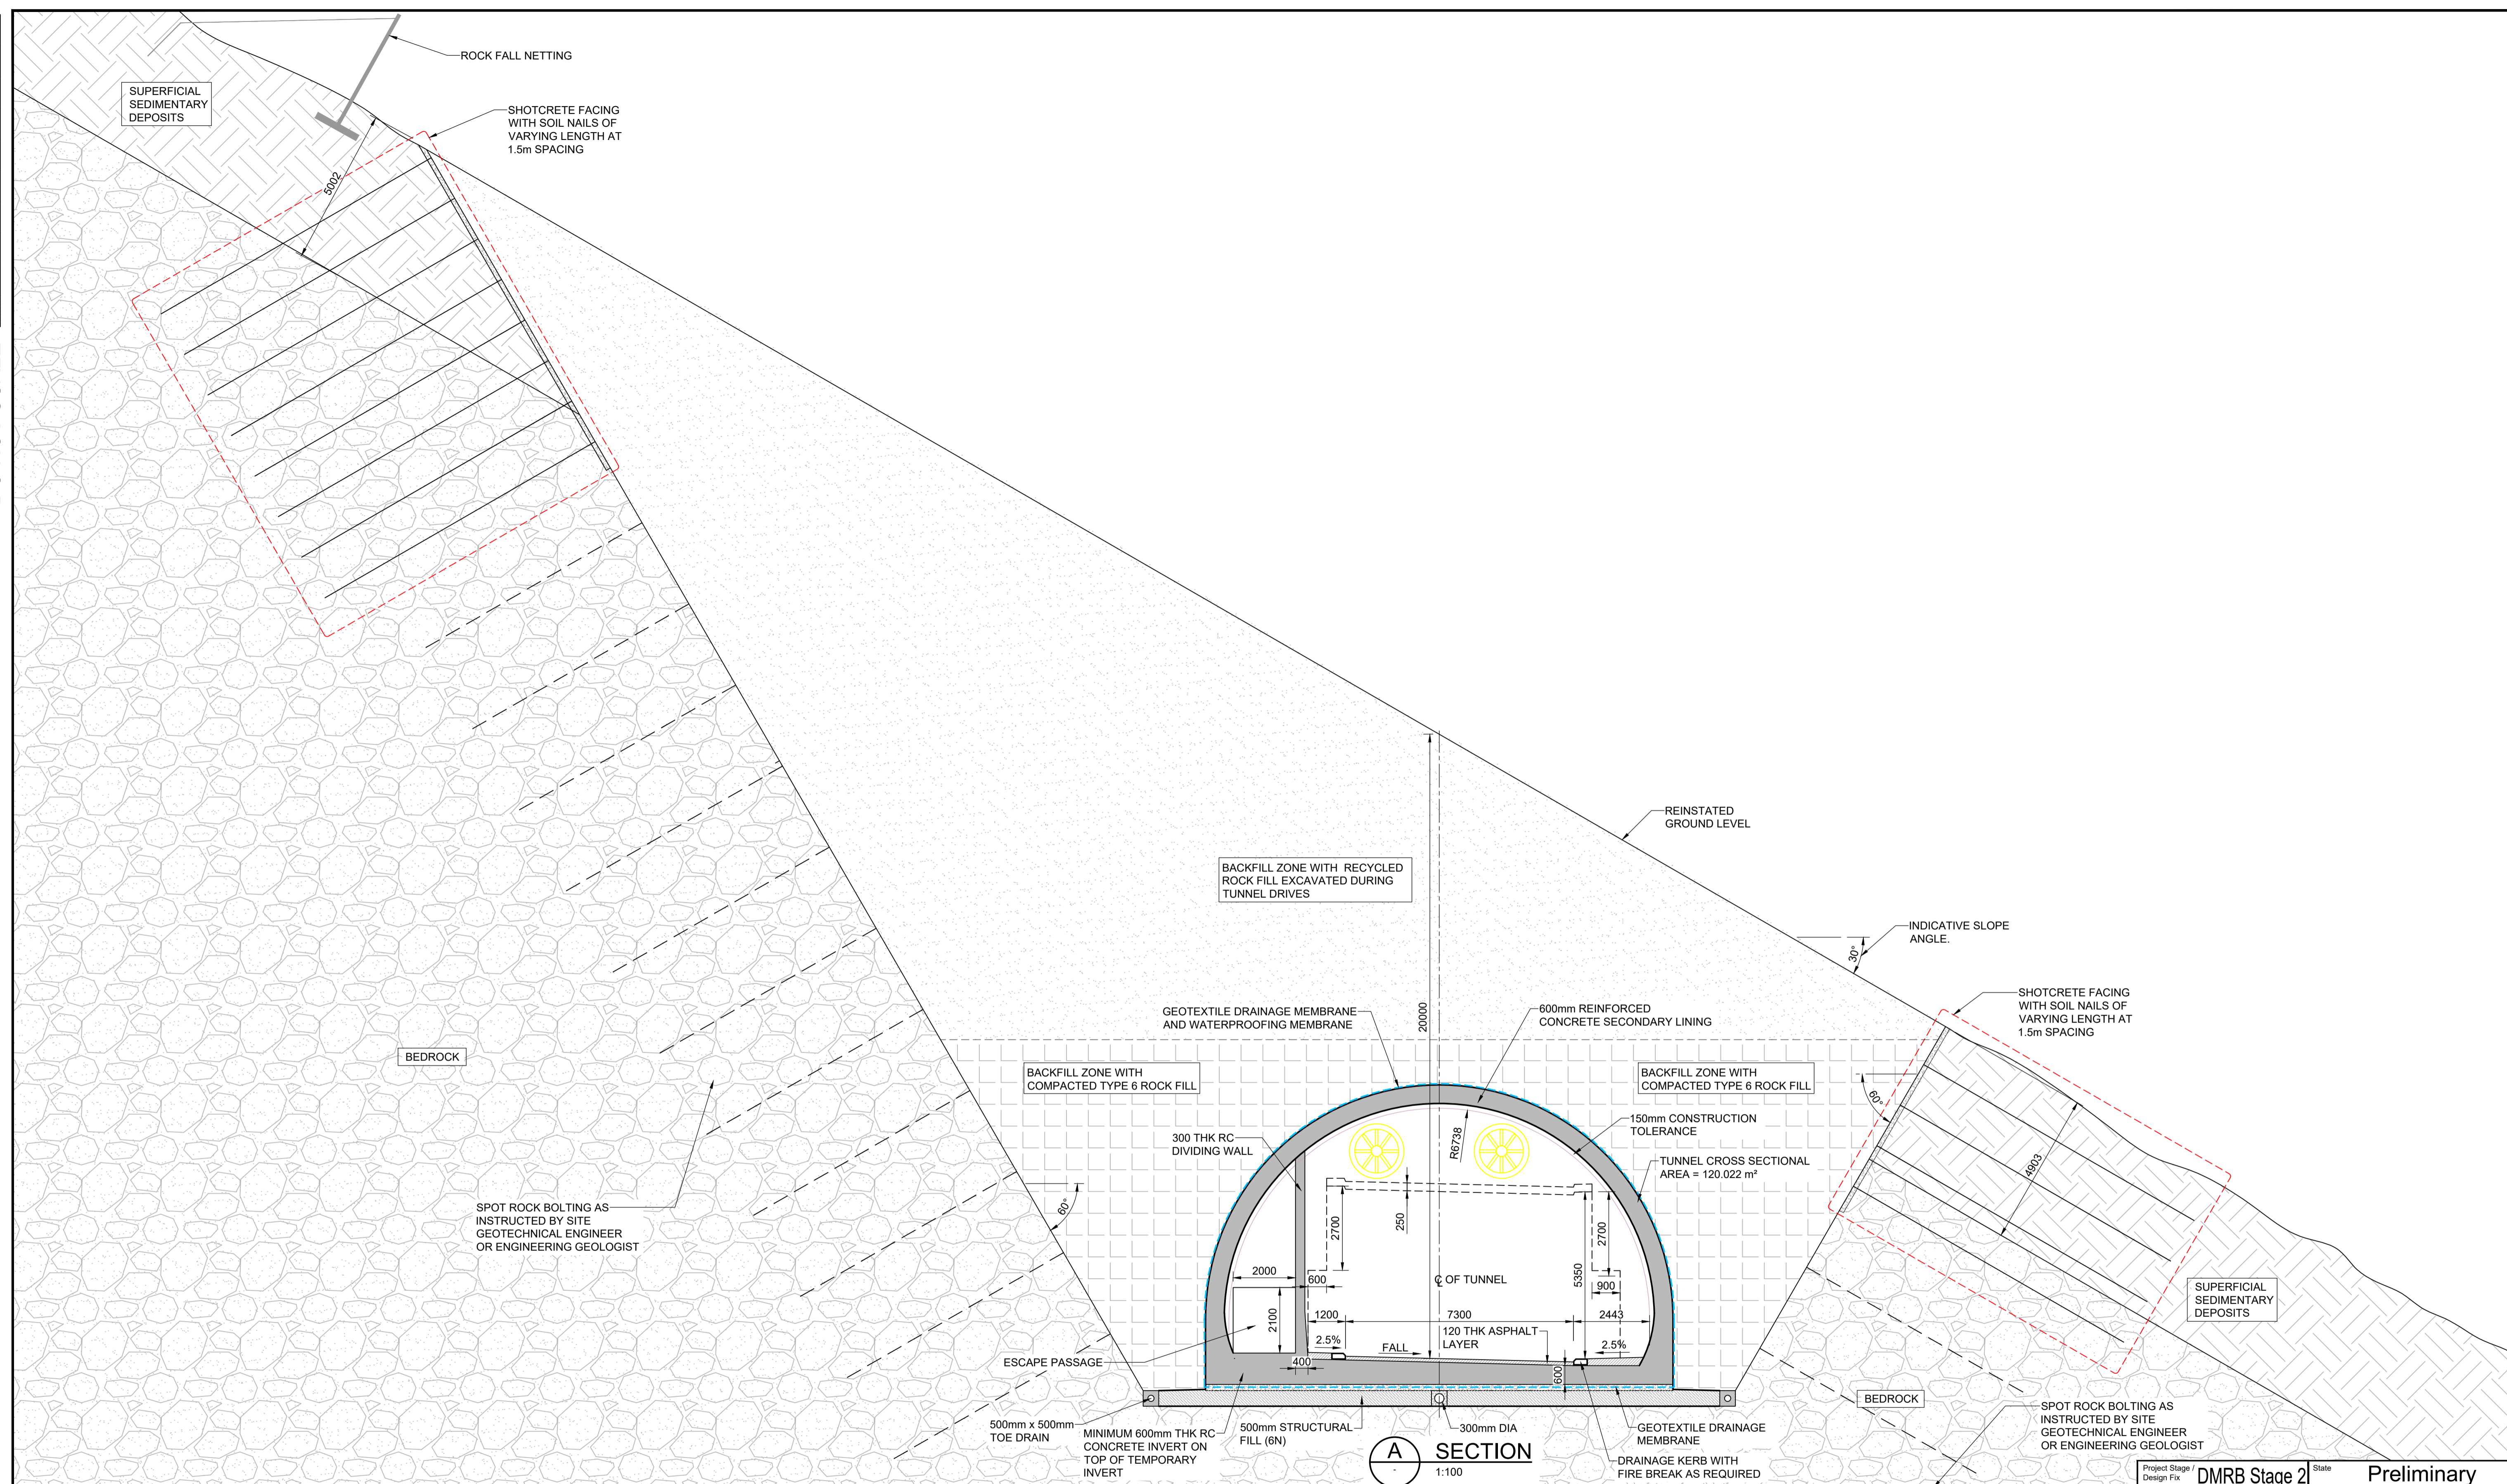 ROCK FALL NETTING
SUPERFICIAL
SEDIMENTARY
DEPOSITS
SHOTCRETE FACING
WITH SOIL NAILS OF
VARYING LENGTH AT
1.5m SPACING
5002
REINSTATED
GROUND LEVEL
BACKFILL ZONE WITH RECYCLED
ROCK FILL EXCAVATED DURING
TUNNEL DRIVES
INDICATIVE SLOPE
ANGLE.
30°
SHOTCRETE FACING
WITH SOIL NAILS OF
VARYING LENGTH AT
1.5m SPACING
20000
GEOTEXTILE DRAINAGE MEMBRANE
AND WATERPROOFING MEMBRANE
600mm REINFORCED
CONCRETE SECONDARY LINING
BEDROCK
BACKFILL ZONE WITH
COMPACTED TYPE 6 ROCK FILL
BACKFILL ZONE WITH
COMPACTED TYPE 6 ROCK FILL
60°
150mm CONSTRUCTION
TOLERANCE
300 THK RC
DIVIDING WALL
R6738
TUNNEL CROSS SECTIONAL
AREA = 120.022 m²
4903
SPOT ROCK BOLTING AS
INSTRUCTED BY SITE
GEOTECHNICAL ENGINEER
OR ENGINEERING GEOLOGIST
60°
2700
250
2700
2000
600
℄ OF TUNNEL
5350
900
2100
1200
7300
2443
SUPERFICIAL
SEDIMENTARY
DEPOSITS
2.5%
FALL
120 THK ASPHALT
LAYER
2.5%
ESCAPE PASSAGE
400
600
BEDROCK
500mm x 500mm
TOE DRAIN
MINIMUM 600mm THK RC
CONCRETE INVERT ON
TOP OF TEMPORARY
INVERT
500mm STRUCTURAL
FILL (6N)
300mm DIA
GEOTEXTILE DRAINAGE
MEMBRANE
SPOT ROCK BOLTING AS
INSTRUCTED BY SITE
GEOTECHNICAL ENGINEER
OR ENGINEERING GEOLOGIST
A
-
SECTION
1:100
DRAINAGE KERB WITH
FIRE BREAK AS REQUIRED
Project Stage /
Design Fix
DMRB Stage 2
State
Preliminary